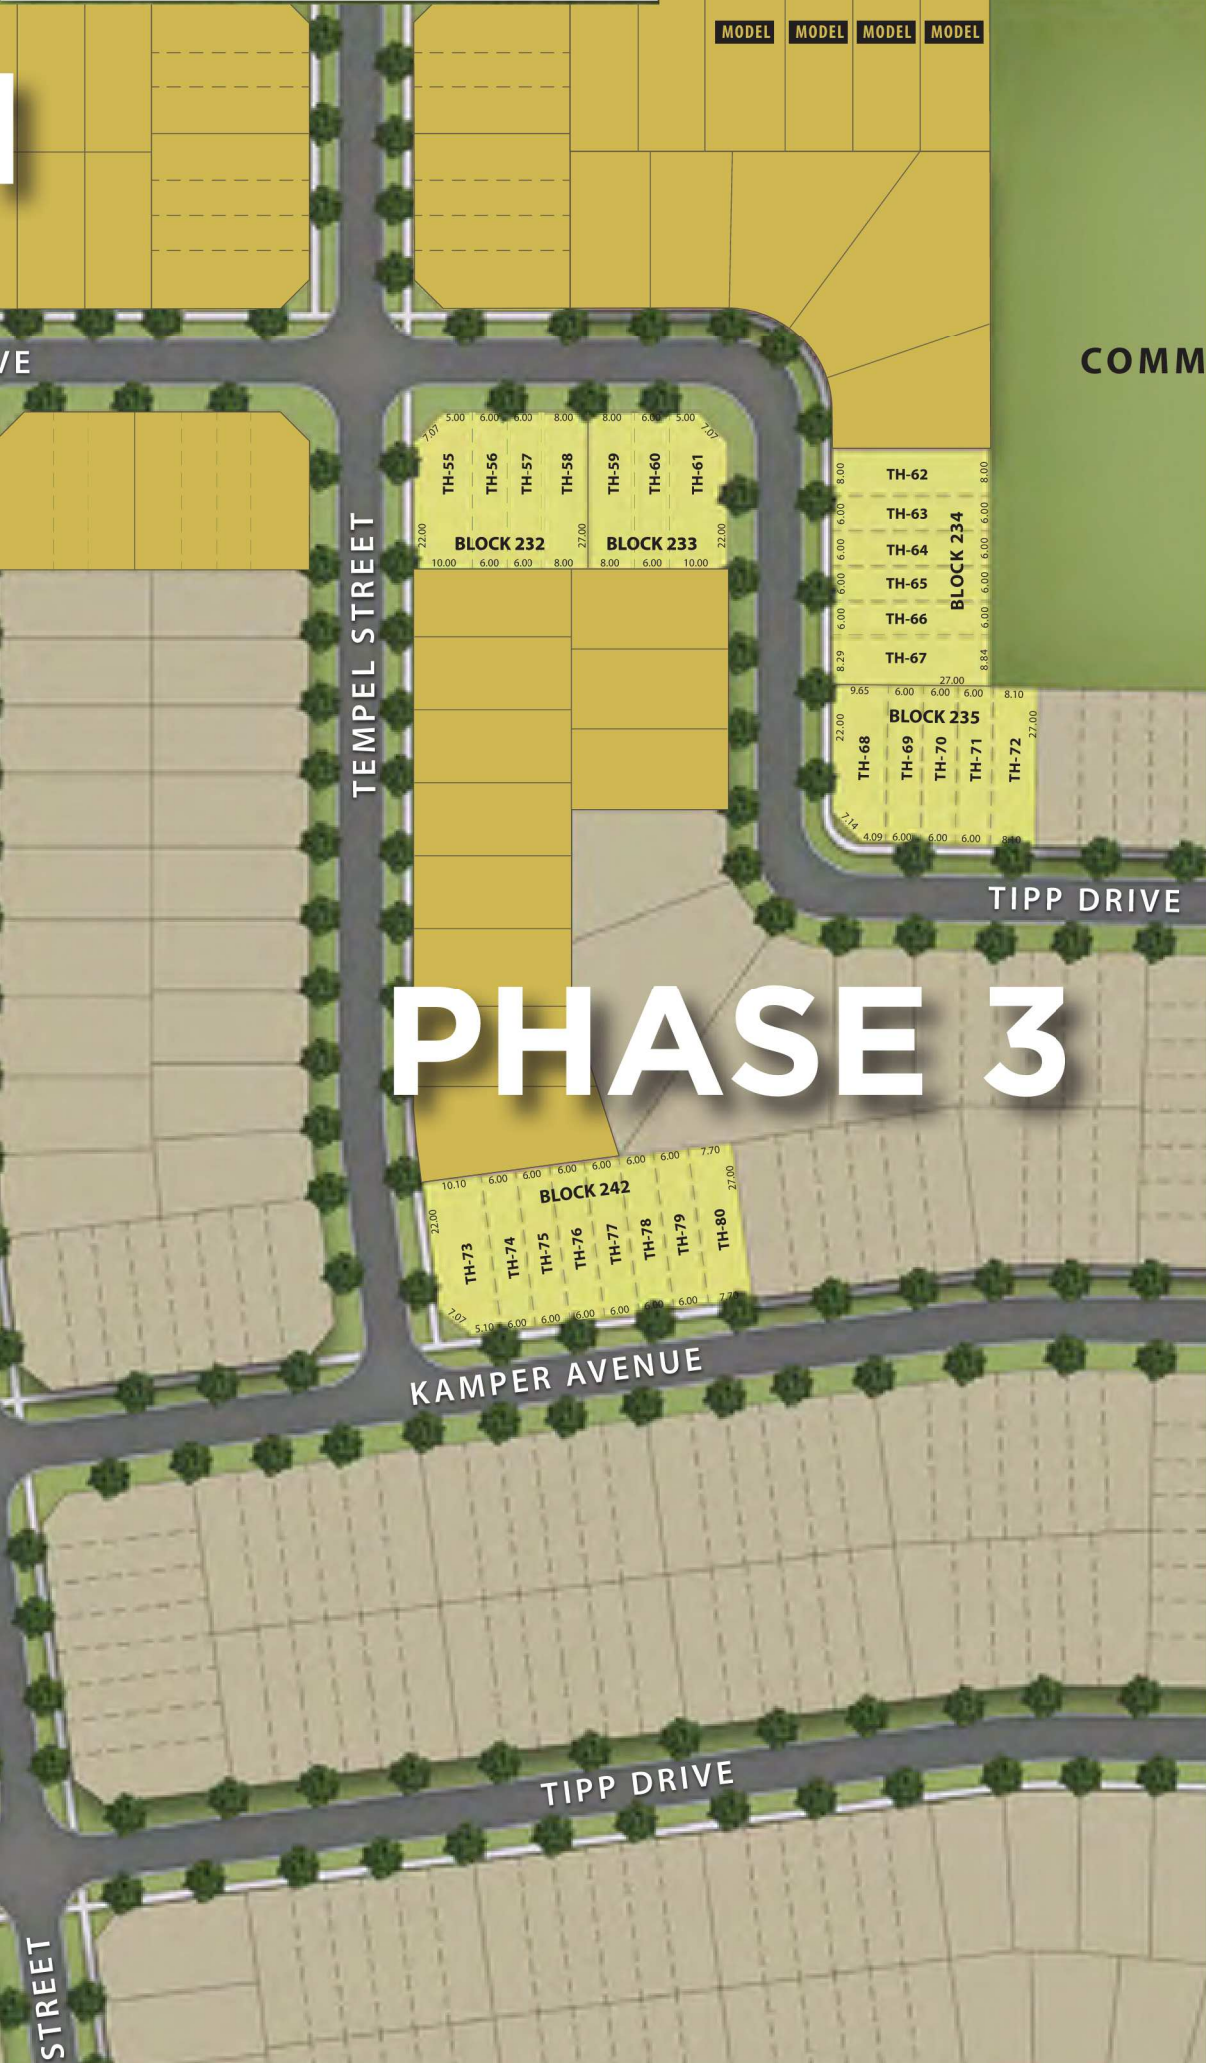 MODEL MODEL MODEL MODEL
COMM
VE
5.00 6.00 6.00 8.00 8.00 6.00 5.00
7.07 7.07
TH-55 TH-56 TH-57 TH-58 TH-59 TH-60 TH-61
22.00 27.00 22.00
BLOCK 232 BLOCK 233
10.00 6.00 6.00 8.00 8.00 6.00 10.00
8.00 TH-62 8.00
6.00 TH-63 6.00
6.00 TH-64 6.00
6.00 TH-65 6.00
6.00 TH-66 6.00
8.29 TH-67 8.84
BLOCK 234
27.00
9.65 6.00 6.00 6.00 8.10
BLOCK 235
22.00 27.00
TH-68 TH-69 TH-70 TH-71 TH-72
7.14
4.09 6.00 6.00 6.00 8.10
TEMPEL STREET
TIPP DRIVE
PHASE 3
10.10 6.00 6.00 6.00 6.00 6.00 6.00 7.70
BLOCK 242
22.00 27.00
TH-73 TH-74 TH-75 TH-76 TH-77 TH-78 TH-79 TH-80
7.07
5.10 6.00 6.00 6.00 6.00 6.00 6.00 7.70
KAMPER AVENUE
TIPP DRIVE
STREET